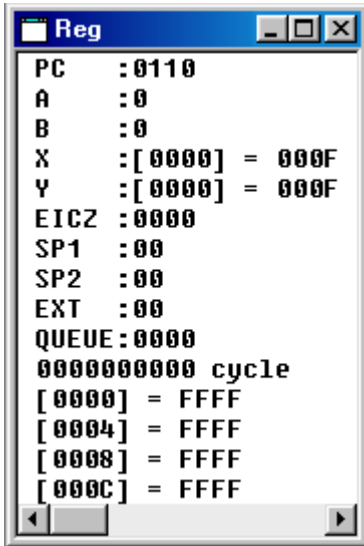 Reg
PC :0110
A :0
B :0
X :[0000] = 000F
Y :[0000] = 000F
EICZ :0000
SP1 :00
SP2 :00
EXT :00
QUEUE:0000
0000000000 cycle
[0000] = FFFF
[0004] = FFFF
[0008] = FFFF
[000C] = FFFF